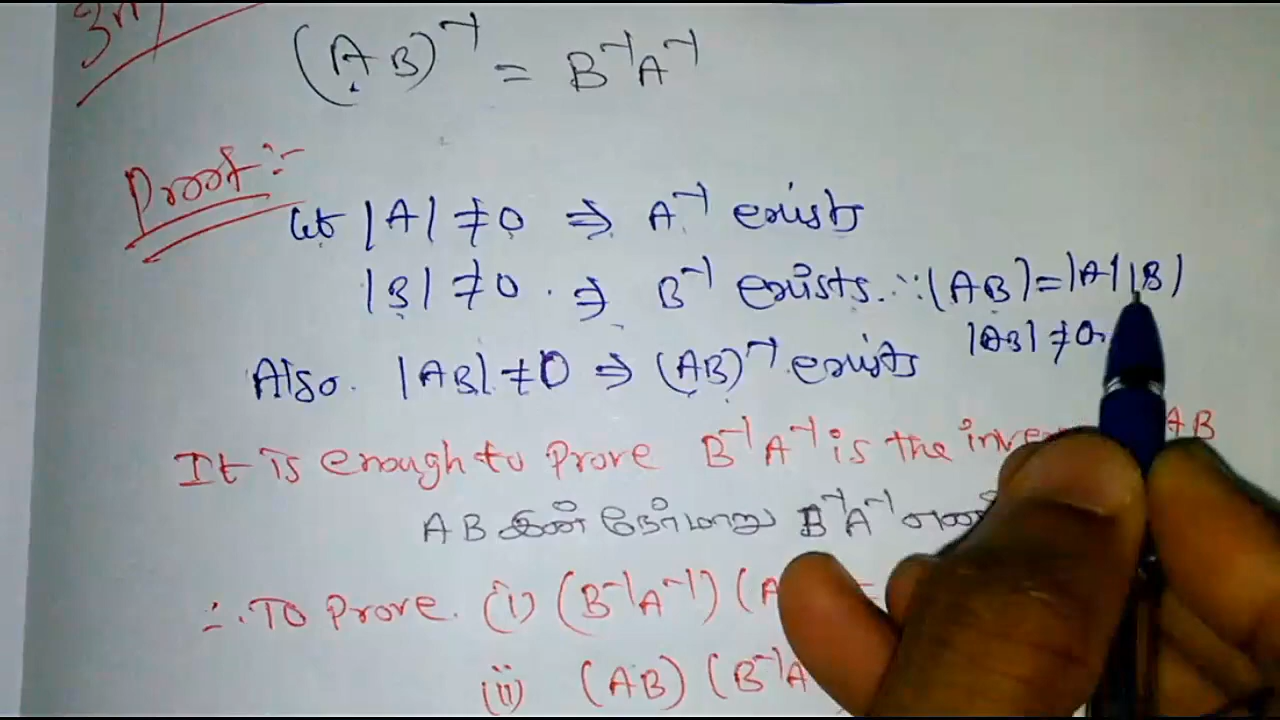 (AB)⁻¹ = B⁻¹A⁻¹
Proof :-
let |A| ≠ 0 ⇒ A⁻¹ exists
|B| ≠ 0 . ⇒ B⁻¹ exists. ∵ |AB| = |A| |B|
|AB| ≠ 0.
Also. |AB| ≠ 0 ⇒ (AB)⁻¹ exists
It is enough to Prove B⁻¹A⁻¹ is the AB
AB இன் நேர்மாறு B⁻¹A⁻¹
∴ To Prove. (i) (B⁻¹A⁻¹) (A =
(ii) (AB) (B⁻¹A